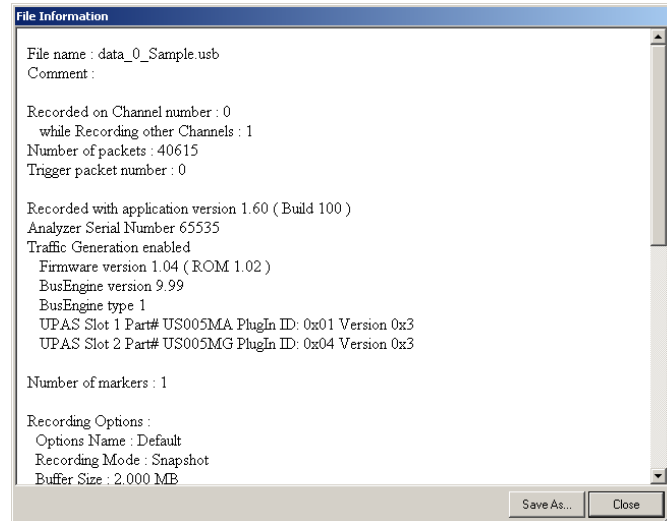 File Information
File name : data_0_Sample.usb
Comment :
Recorded on Channel number : 0
while Recording other Channels : 1
Number of packets : 40615
Trigger packet number : 0
Recorded with application version 1.60 ( Build 100 )
Analyzer Serial Number 65535
Traffic Generation enabled
Firmware version 1.04 ( ROM 1.02 )
BusEngine version 9.99
BusEngine type 1
UPAS Slot 1 Part# US005MA PlugIn ID: 0x01 Version 0x3
UPAS Slot 2 Part# US005MG PlugIn ID: 0x04 Version 0x3
Number of markers : 1
Recording Options :
Options Name : Default
Recording Mode : Snapshot
Buffer Size : 2.000 MB
Save As... Close